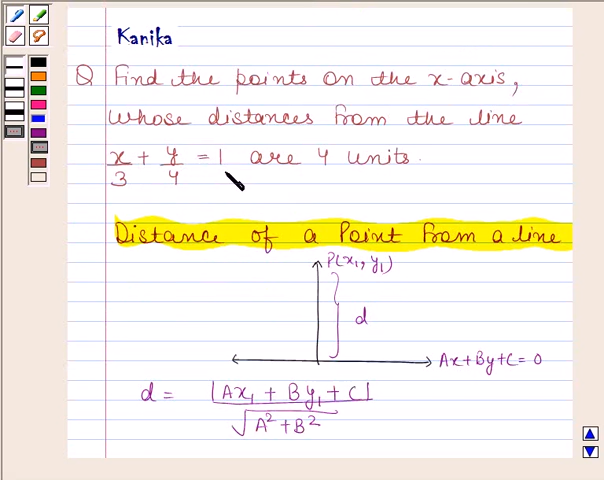 Kanika
Q Find the points on the x-axis,
whose distances from the line
x/3 + y/4 = 1 are 4 units.
Distance of a Point from a line
P(x₁, y₁)
d
Ax+By+C=0
d = |Ax₁ + By₁ + C| / √A²+B²